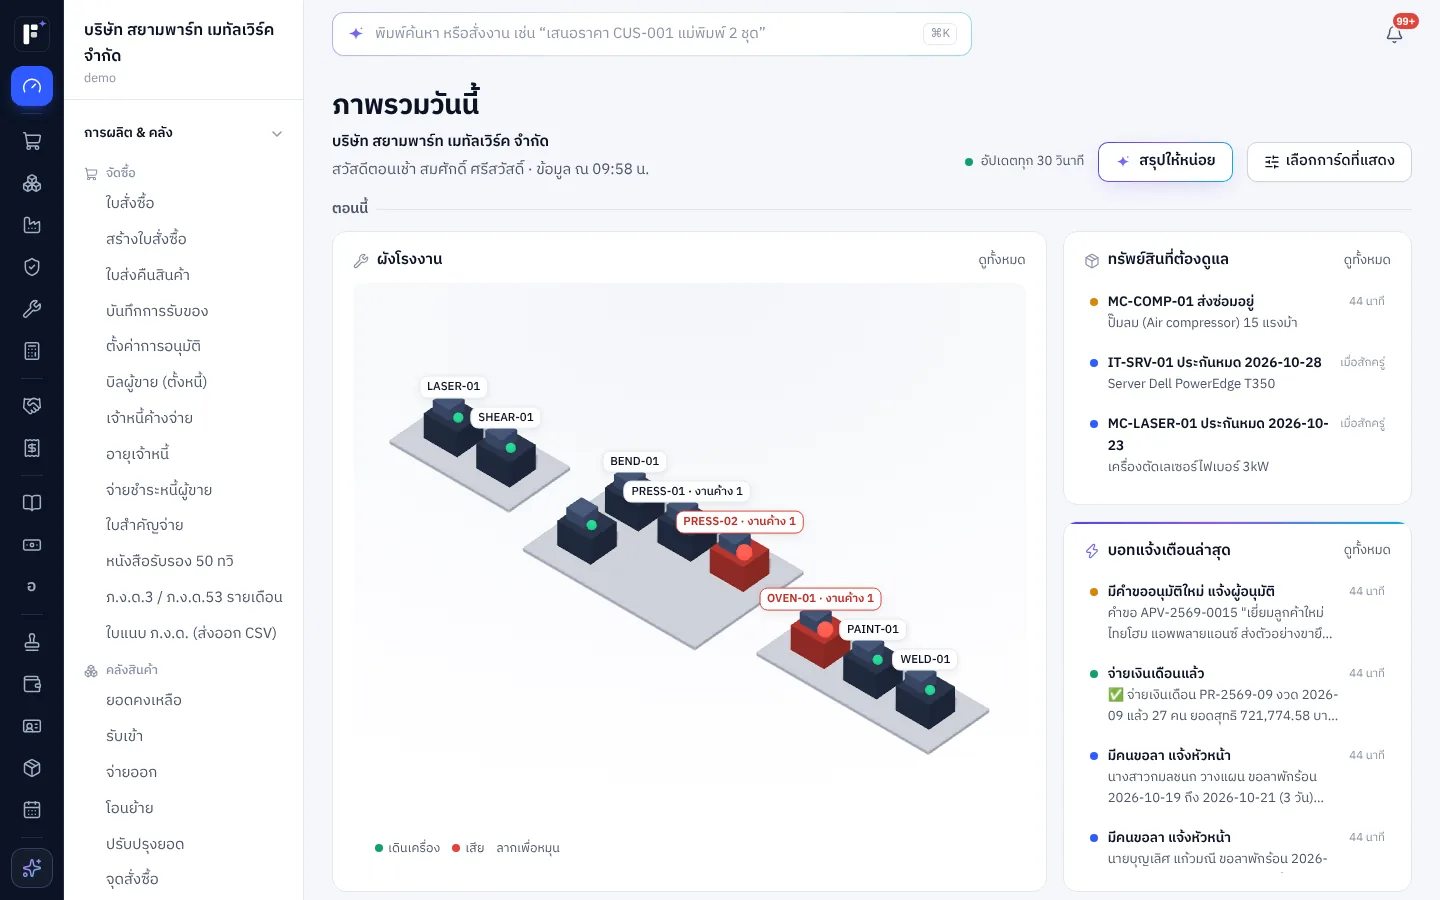 บริษัท สยามพาร์ท เมทัลเวิร์ค
จำกัด
demo
การผลิต & คลัง
จัดซื้อ
ใบสั่งซื้อ
สร้างใบสั่งซื้อ
ใบส่งคืนสินค้า
บันทึกการรับของ
ตั้งค่าการอนุมัติ
บิลผู้ขาย (ตั้งหนี้)
เจ้าหนี้ค้างจ่าย
อายุเจ้าหนี้
จ่ายชำระหนี้ผู้ขาย
ใบสำคัญจ่าย
หนังสือรับรอง 50 ทวิ
ภ.ง.ด.3 / ภ.ง.ด.53 รายเดือน
ใบแนบ ภ.ง.ด. (ส่งออก CSV)
คลังสินค้า
ยอดคงเหลือ
รับเข้า
จ่ายออก
โอนย้าย
ปรับปรุงยอด
จุดสั่งซื้อ
อ
พิมพ์ค้นหา หรือสั่งงาน เช่น “เสนอราคา CUS-001 แม่พิมพ์ 2 ชุด”
⌘K
99+
ภาพรวมวันนี้
บริษัท สยามพาร์ท เมทัลเวิร์ค จำกัด
สวัสดีตอนเช้า สมศักดิ์ ศรีสวัสดิ์ · ข้อมูล ณ 09:58 น.
อัปเดตทุก 30 วินาที
สรุปให้หน่อย
เลือกการ์ดที่แสดง
ตอนนี้
ผังโรงงาน
ดูทั้งหมด
LASER-01
SHEAR-01
BEND-01
PRESS-01 · งานค้าง 1
PRESS-02 · งานค้าง 1
OVEN-01 · งานค้าง 1
PAINT-01
WELD-01
เดินเครื่อง
เสีย
ลากเพื่อหมุน
ทรัพย์สินที่ต้องดูแล
ดูทั้งหมด
MC-COMP-01 ส่งซ่อมอยู่
44 นาที
ปั๊มลม (Air compressor) 15 แรงม้า
IT-SRV-01 ประกันหมด 2026-10-28
เมื่อสักครู่
Server Dell PowerEdge T350
MC-LASER-01 ประกันหมด 2026-10-
23
เมื่อสักครู่
เครื่องตัดเลเซอร์ไฟเบอร์ 3kW
บอทแจ้งเตือนล่าสุด
ดูทั้งหมด
มีคำขออนุมัติใหม่ แจ้งผู้อนุมัติ
44 นาที
คำขอ APV-2569-0015 "เยี่ยมลูกค้าใหม่
ไทยโฮม แอพพลายแอนซ์ ส่งตัวอย่างขายึ…
จ่ายเงินเดือนแล้ว
44 นาที
✅ จ่ายเงินเดือน PR-2569-09 งวด 2026-
09 แล้ว 27 คน ยอดสุทธิ 721,774.58 บา…
มีคนขอลา แจ้งหัวหน้า
44 นาที
นางสาวกมลชนก วางแผน ขอลาพักร้อน
2026-10-19 ถึง 2026-10-21 (3 วัน)…
มีคนขอลา แจ้งหัวหน้า
44 นาที
นายบุญเลิศ แก้วมณี ขอลาพักร้อน 2026-